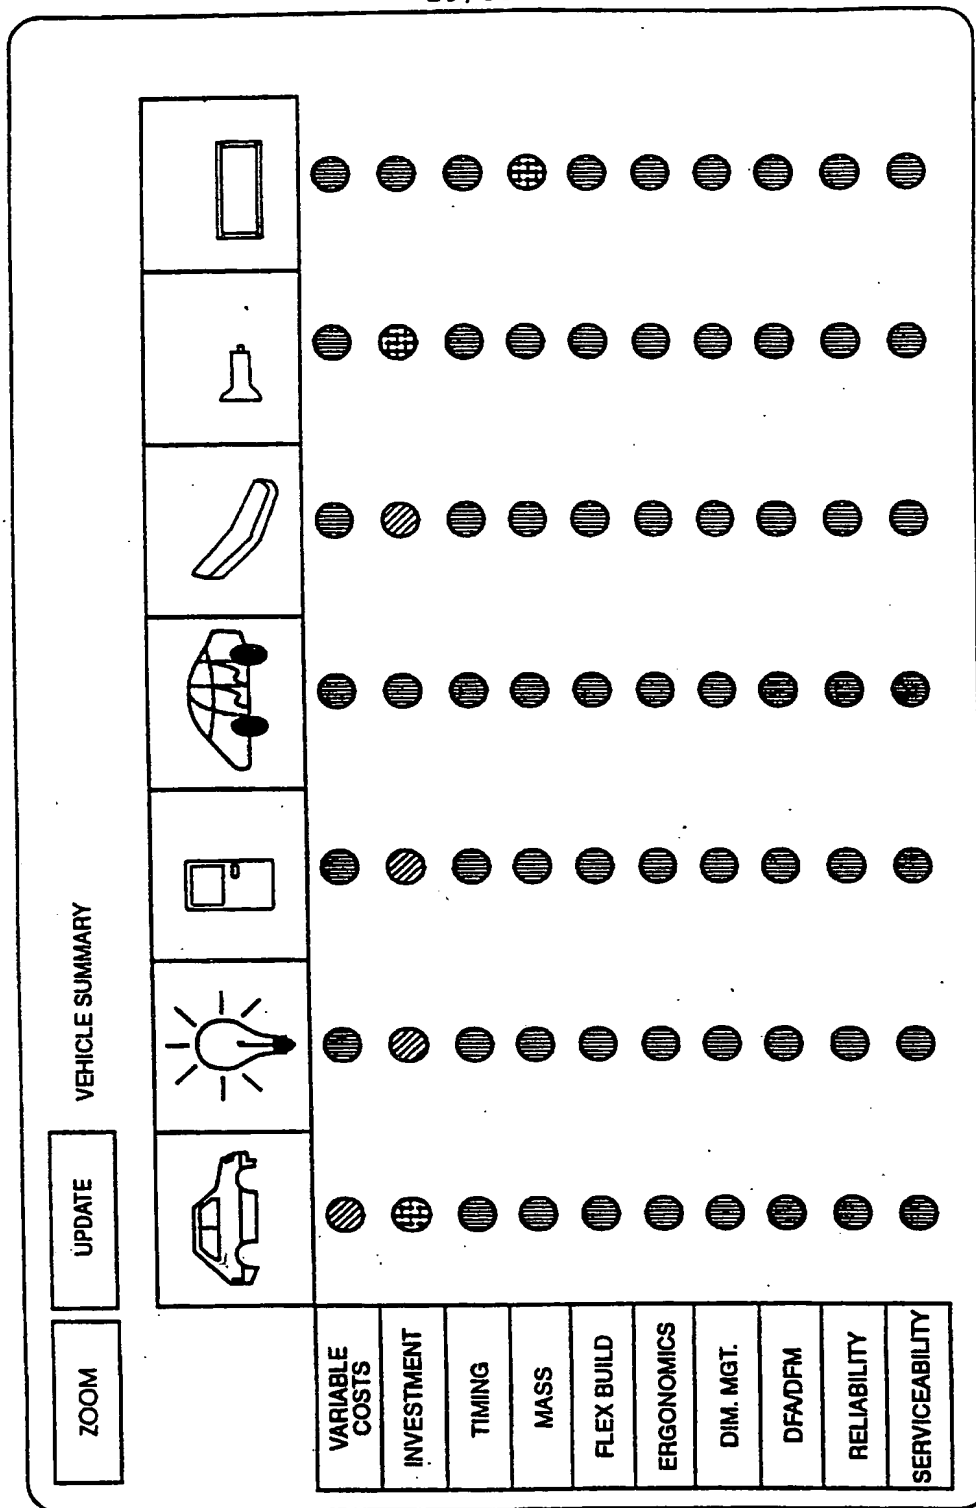 ZOOM
UPDATE
VEHICLE SUMMARY
VARIABLE
COSTS
INVESTMENT
TIMING
MASS
FLEX BUILD
ERGONOMICS
DIM. MGT.
DFA/DFM
RELIABILITY
SERVICEABILITY